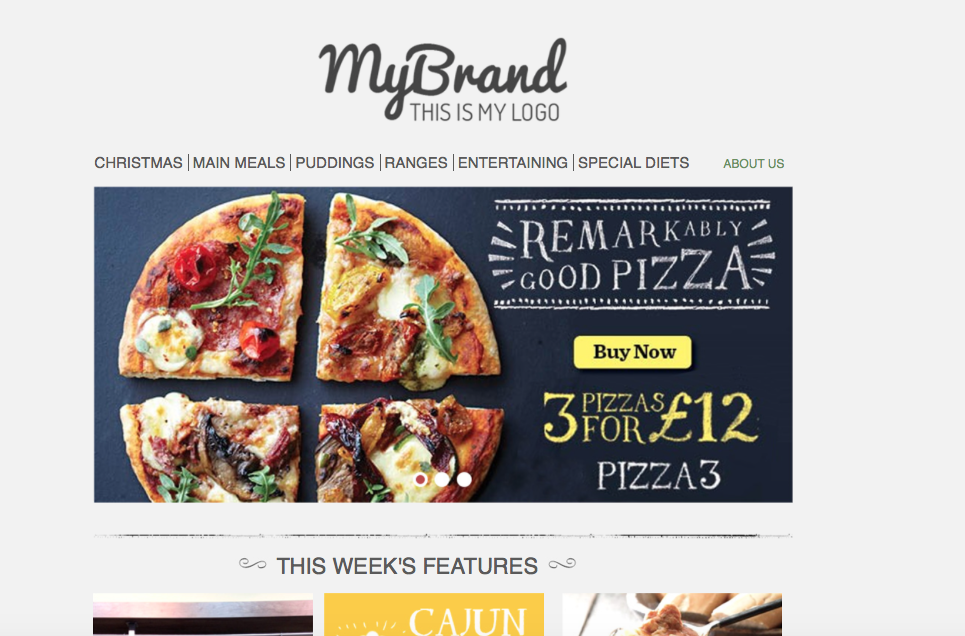 MyBrand
THIS IS MY LOGO
CHRISTMAS | MAIN MEALS | PUDDINGS | RANGES | ENTERTAINING | SPECIAL DIETS ABOUT US
REMARKABLY
GOOD PIZZA
Buy Now
3 PIZZAS FOR £12
PIZZA3
THIS WEEK'S FEATURES
CAJUN